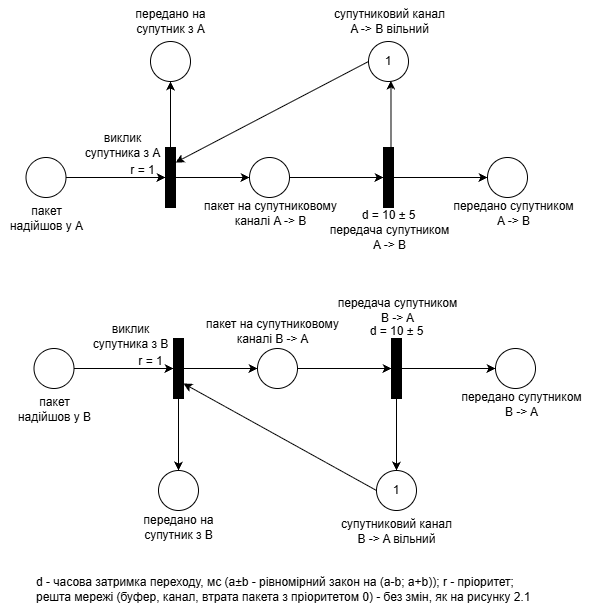 передано на
супутник з А
супутниковий канал
A -> B вільний
1
виклик
супутника з А
r = 1
пакет
надійшов у А
пакет на супутниковому
каналі A -> B
d = 10 ± 5
передача супутником
A -> B
передано супутником
A -> B
передача супутником
B -> A
d = 10 ± 5
виклик
супутника з В
r = 1
пакет на супутниковому
каналі B -> A
пакет
надійшов у В
передано супутником
B -> A
1
передано на
супутник з В
супутниковий канал
B -> A вільний
d - часова затримка переходу, мс (a±b - рівномірний закон на (a-b; a+b)); r - пріоритет;
решта мережі (буфер, канал, втрата пакета з пріоритетом 0) - без змін, як на рисунку 2.1